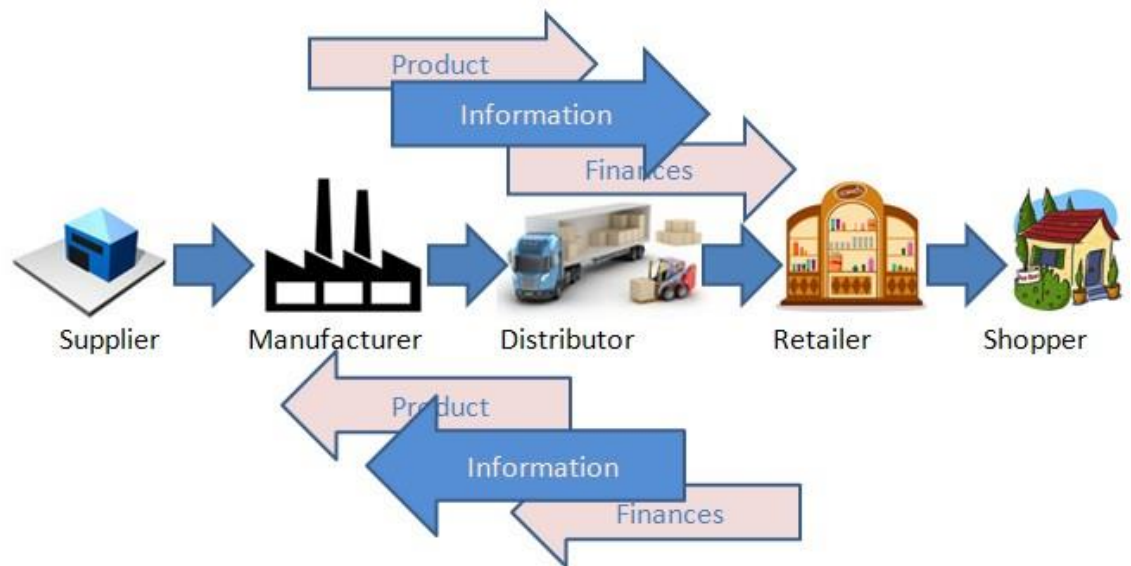 Product
Information
Finances
Supplier
Manufacturer
Distributor
Retailer
Shopper
Product
Information
Finances